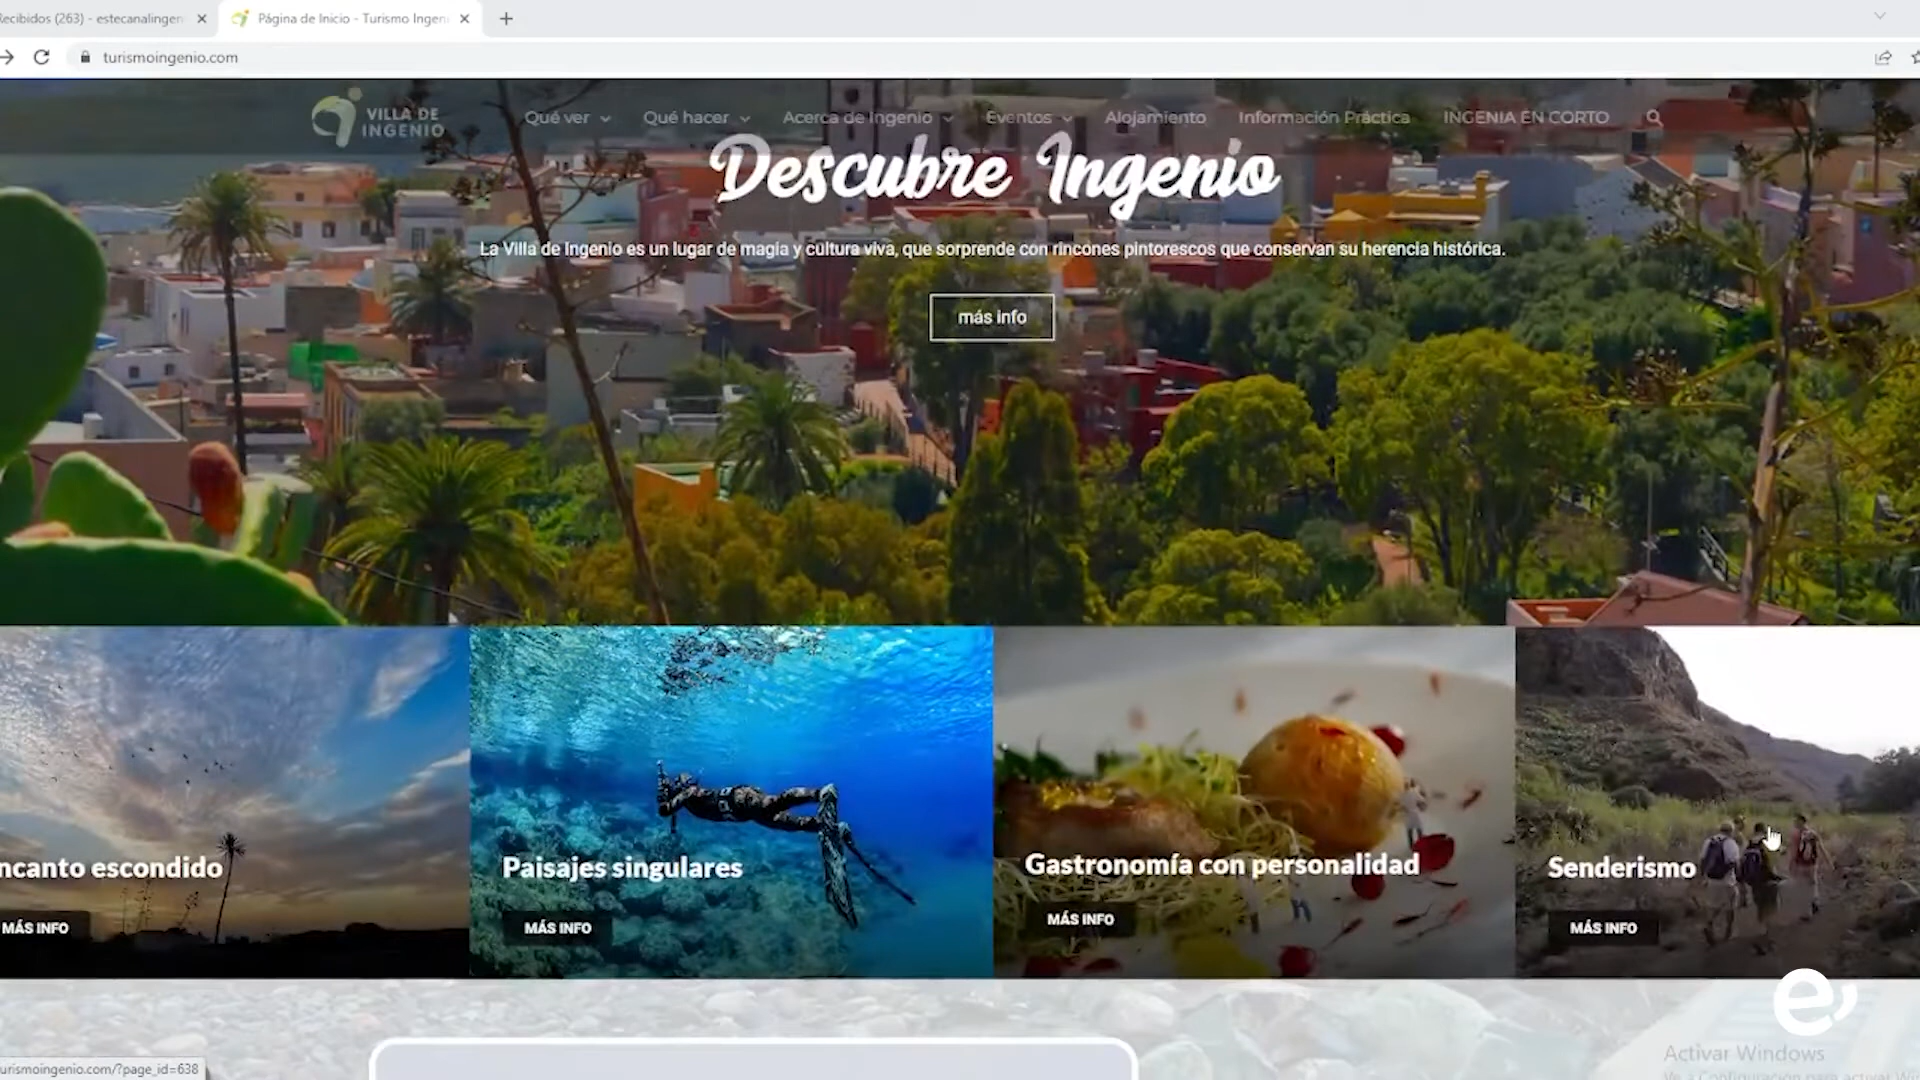 Recibidos (263) - estecanalingen
Página de Inicio - Turismo Ingen
turismoingenio.com
VILLA DE
INGENIO
Qué ver
Qué hacer
Acerca de Ingenio
Eventos
Alojamiento
Información Práctica
INGENIA EN CORTO
Descubre Ingenio
La Villa de Ingenio es un lugar de magia y cultura viva, que sorprende con rincones pintorescos que conservan su herencia histórica.
más info
ncanto escondido
MÁS INFO
Paisajes singulares
MÁS INFO
Gastronomía con personalidad
MÁS INFO
Senderismo
MÁS INFO
e
Activar Windows
urismoingenio.com/?page_id=638